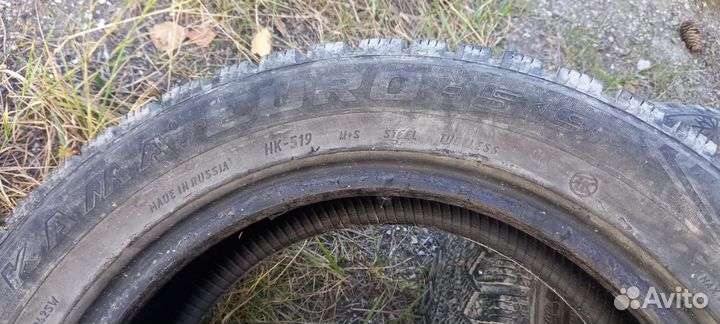 KAMA EURO 519
HK-519 M+S STEEL TUBELESS
MADE IN RUSSIA
Avito